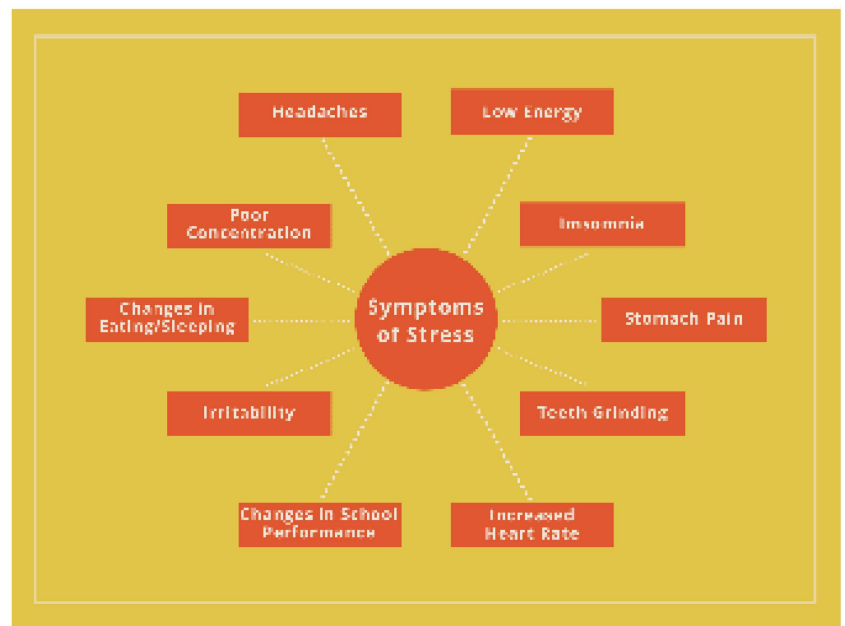 Headaches
Low Energy
Poor
Concentration
Imsomnia
Changes in
Eating/Sleeping
Symptoms
of Stress
Stomach Pain
Irritability
Teeth Grinding
Changes in School
Performance
Increased
Heart Rate